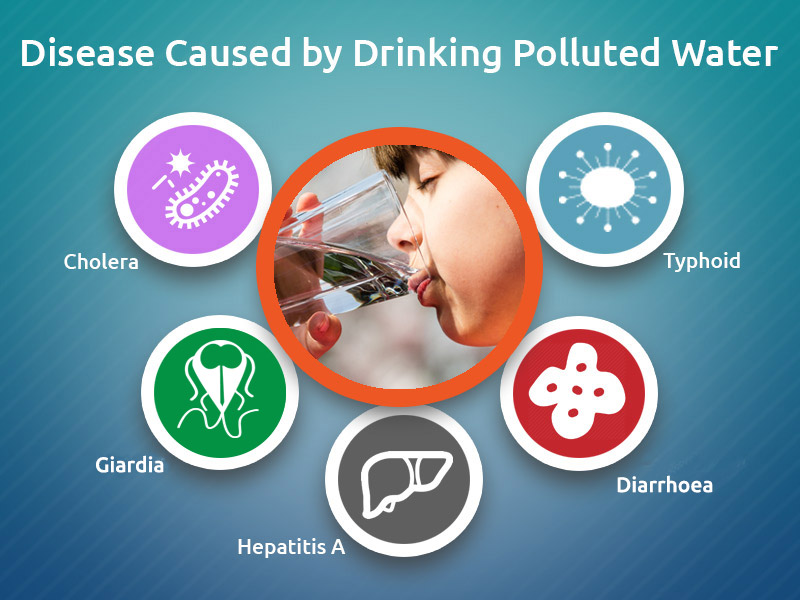 Disease Caused by Drinking Polluted Water
Cholera
Typhoid
Giardia
Diarrhoea
Hepatitis A